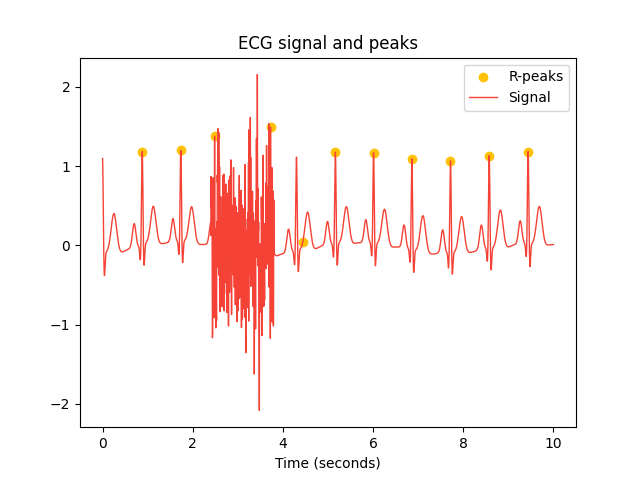 ECG signal and peaks
R-peaks
Signal
2
1
0
−1
−2
0 2 4 6 8 10
Time (seconds)